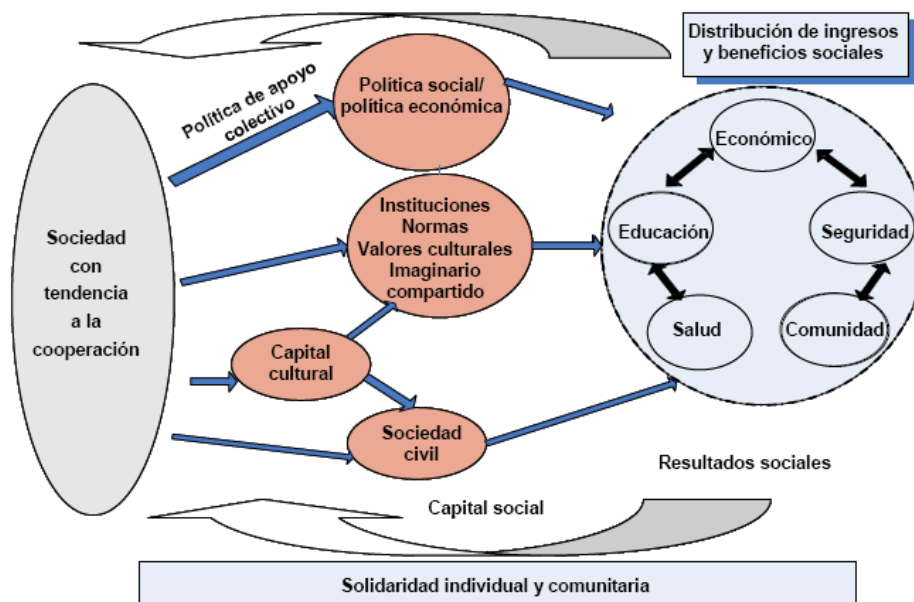 Distribución de ingresos
y beneficios sociales
Política de apoyo
colectivo
Política social/
política económica
Económico
Instituciones
Normas
Valores culturales
Imaginario
compartido
Educación
Seguridad
Sociedad
con
tendencia
a la
cooperación
Salud
Comunidad
Capital
cultural
Sociedad
civil
Resultados sociales
Capital social
Solidaridad individual y comunitaria